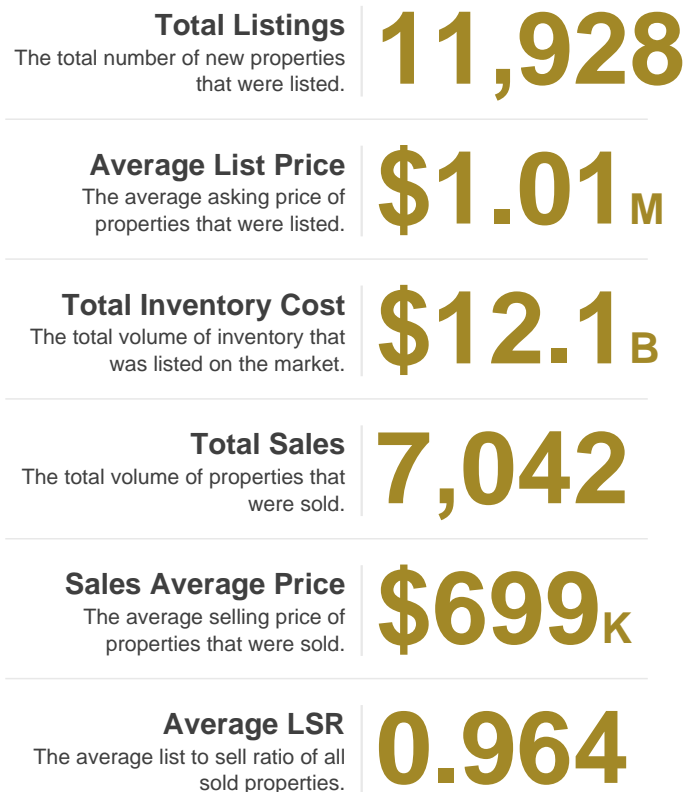 Total Listings
The total number of new properties
that were listed.
11,928
Average List Price
The average asking price of
properties that were listed.
$1.01 M
Total Inventory Cost
The total volume of inventory that
was listed on the market.
$12.1 B
Total Sales
The total volume of properties that
were sold.
7,042
Sales Average Price
The average selling price of
properties that were sold.
$699 K
Average LSR
The average list to sell ratio of all
sold properties.
0.964